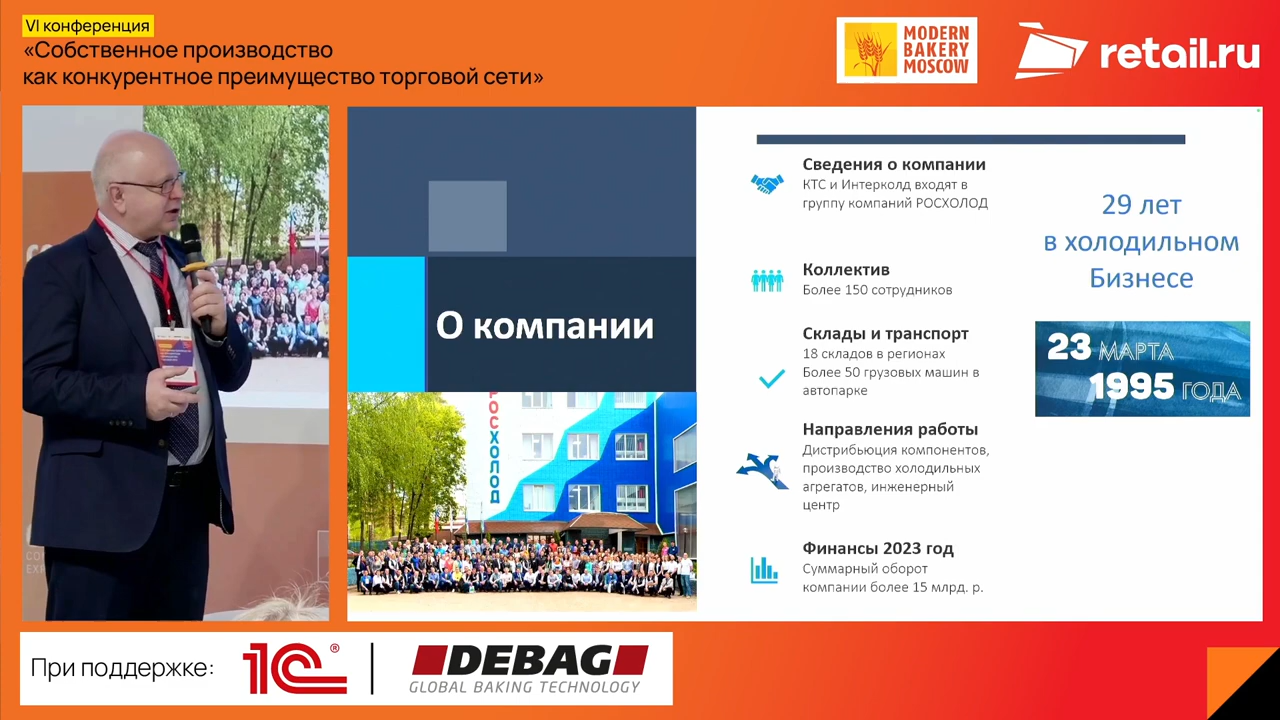 VI конференция
«Собственное производство
как конкурентное преимущество торговой сети»
MODERN
BAKERY
MOSCOW
retail.ru
О компании
РОСХОЛОД
Сведения о компании
КТС и Интерколд входят в
группу компаний РОСХОЛОД
Коллектив
Более 150 сотрудников
Склады и транспорт
18 складов в регионах
Более 50 грузовых машин в
автопарке
Направления работы
Дистрибьюция компонентов,
производство холодильных
агрегатов, инженерный
центр
Финансы 2023 год
Суммарный оборот
компании более 15 млрд. р.
29 лет
в холодильном
Бизнесе
23 МАРТА
1995 ГОДА
При поддержке:
1С®
DEBAG
GLOBAL BAKING TECHNOLOGY